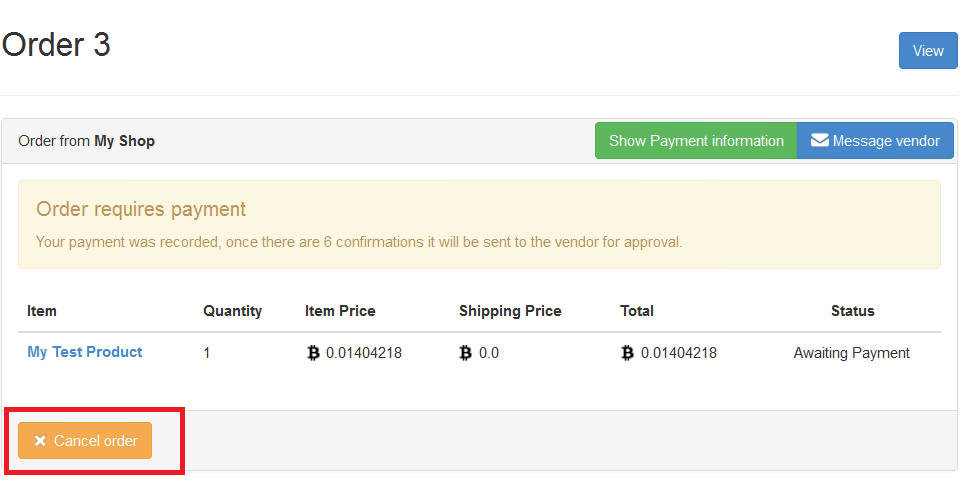 Order 3
View
Order from My Shop
Show Payment information
Message vendor
Order requires payment
Your payment was recorded, once there are 6 confirmations it will be sent to the vendor for approval.
Item Quantity Item Price Shipping Price Total Status
My Test Product 1 0.01404218 0.0 0.01404218 Awaiting Payment
Cancel order